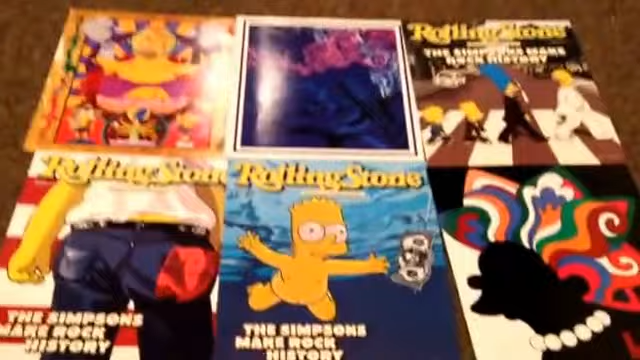 Rolling Stone
THE SIMPSONS MAKE
ROCK HISTORY
Rolling Stone
THE SIMPSONS
MAKE ROCK
HISTORY
Rolling Stone
THE SIMPSONS
MAKE ROCK
HISTORY